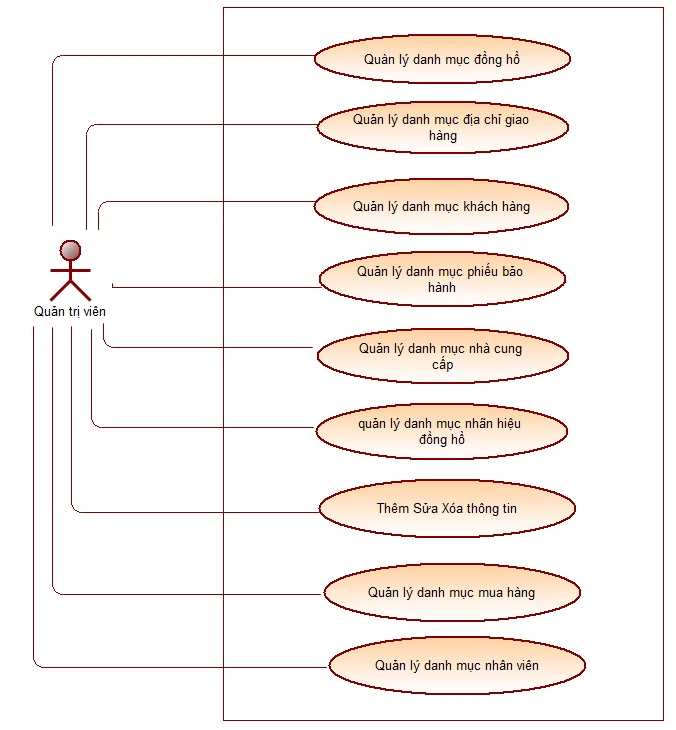 Quản lý danh mục đồng hồ
Quản lý danh mục địa chỉ giao
hàng
Quản lý danh mục khách hàng
Quản lý danh mục phiếu bảo
hành
Quản trị viên
Quản lý danh mục nhà cung
cấp
quản lý danh mục nhãn hiệu
đồng hồ
Thêm Sửa Xóa thông tin
Quản lý danh mục mua hàng
Quản lý danh mục nhân viên